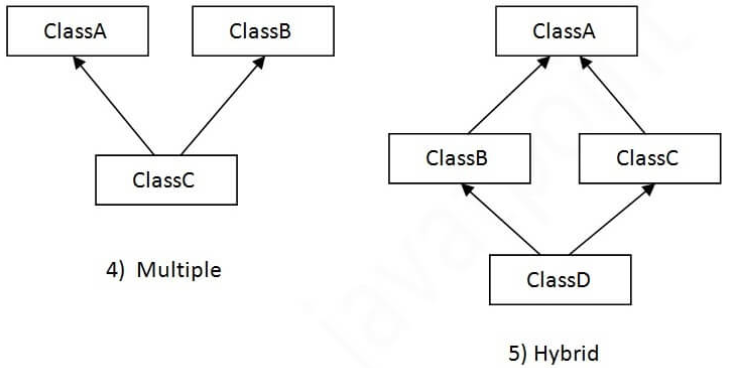 ClassA
ClassB
ClassC
4) Multiple
ClassA
ClassB
ClassC
ClassD
5) Hybrid